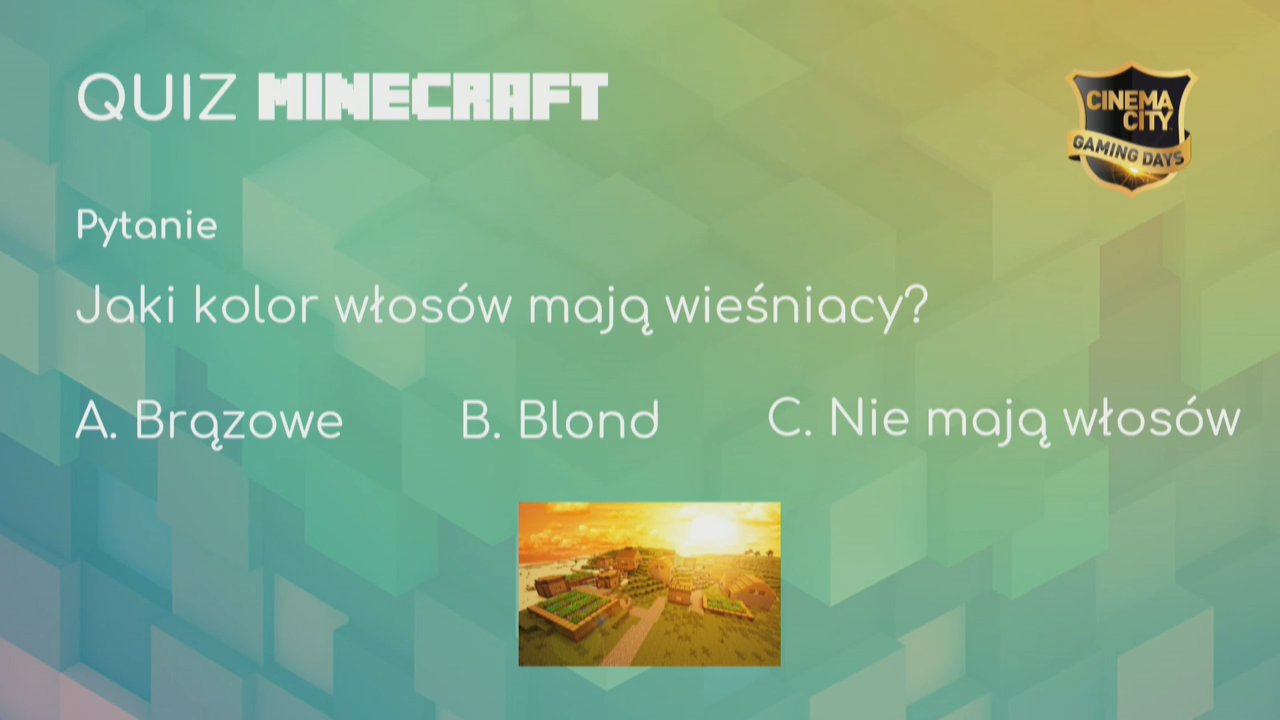 QUIZ MINECRAFT
CINEMA
CITY
GAMING DAYS
Pytanie
Jaki kolor włosów mają wieśniacy?
A. Brązowe B. Blond C. Nie mają włosów